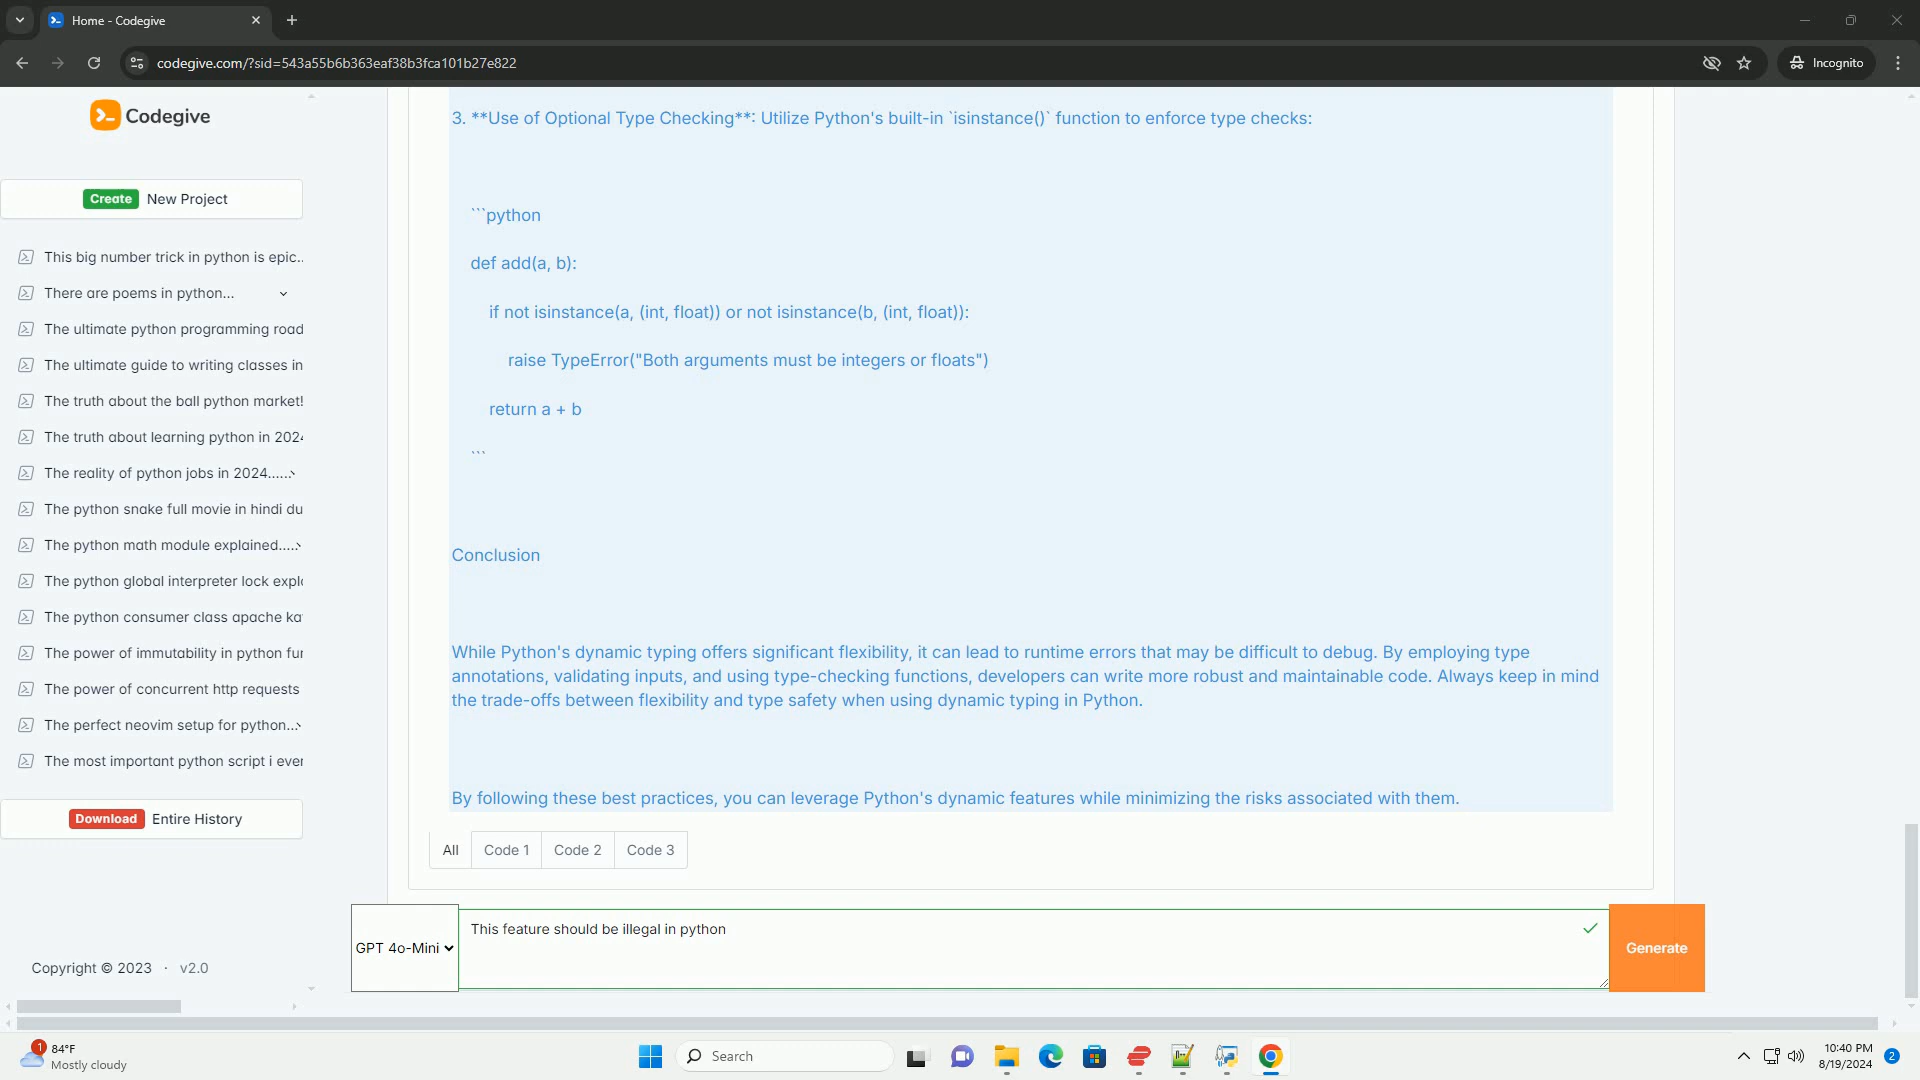 Home - Codegive
codegive.com/?sid=543a55b6b363eaf38b3fca101b27e822
Incognito
Codegive
Create New Project
This big number trick in python is epic..
There are poems in python...
The ultimate python programming road
The ultimate guide to writing classes in
The truth about the ball python market!
The truth about learning python in 2024
The reality of python jobs in 2024......
The python snake full movie in hindi du
The python math module explained.....
The python global interpreter lock expl
The python consumer class apache ka
The power of immutability in python fur
The power of concurrent http requests
The perfect neovim setup for python...
The most important python script i ever
Download Entire History
Copyright © 2023 · v2.0
3. **Use of Optional Type Checking**: Utilize Python's built-in `isinstance()` function to enforce type checks:
```python
def add(a, b):
if not isinstance(a, (int, float)) or not isinstance(b, (int, float)):
raise TypeError("Both arguments must be integers or floats")
return a + b
```
Conclusion
While Python's dynamic typing offers significant flexibility, it can lead to runtime errors that may be difficult to debug. By employing type
annotations, validating inputs, and using type-checking functions, developers can write more robust and maintainable code. Always keep in mind
the trade-offs between flexibility and type safety when using dynamic typing in Python.
By following these best practices, you can leverage Python's dynamic features while minimizing the risks associated with them.
All Code 1 Code 2 Code 3
GPT 4o-Mini
This feature should be illegal in python
Generate
1
84°F
Mostly cloudy
Search
10:40 PM
8/19/2024
2